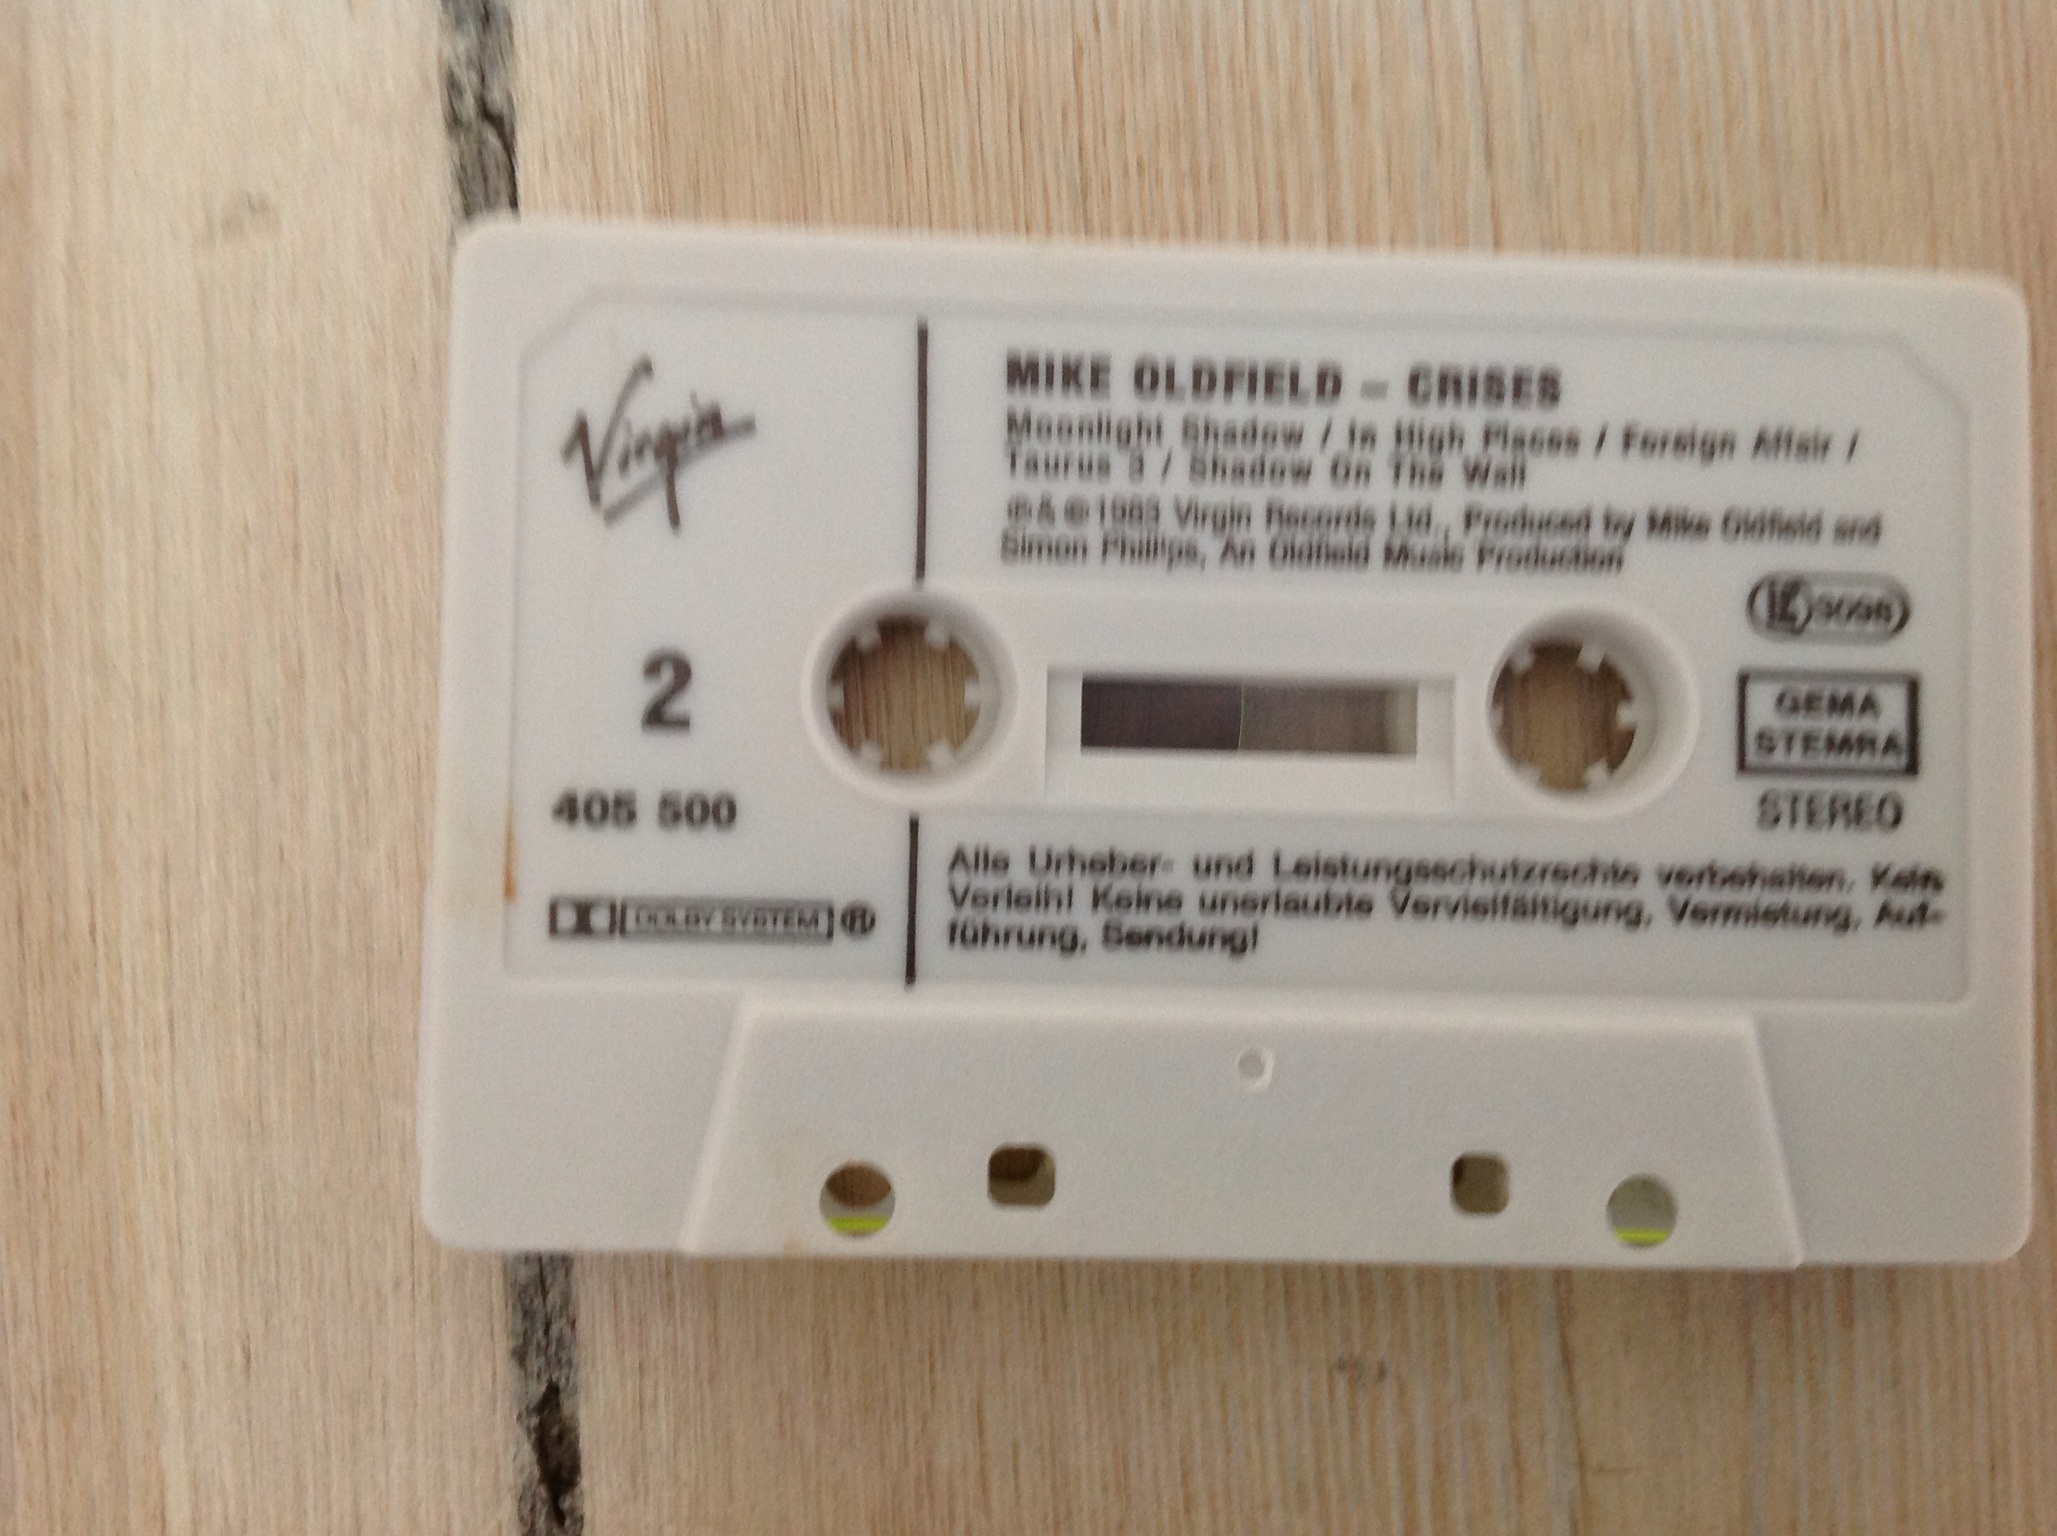 Virgin
MIKE OLDFIELD – CRISES
Moonlight Shadow / In High Places / Foreign Affair /
Taurus 3 / Shadow On The Wall
℗ & © 1983 Virgin Records Ltd., Produced by Mike Oldfield and
Simon Phillips, An Oldfield Music Production
LC 3098
2
GEMA
STEMRA
405 500
STEREO
Alle Urheber- und Leistungsschutzrechte vorbehalten. Kein
Verleih! Keine unerlaubte Vervielfältigung, Vermietung, Auf-
führung, Sendung!
DOLBY SYSTEM ®